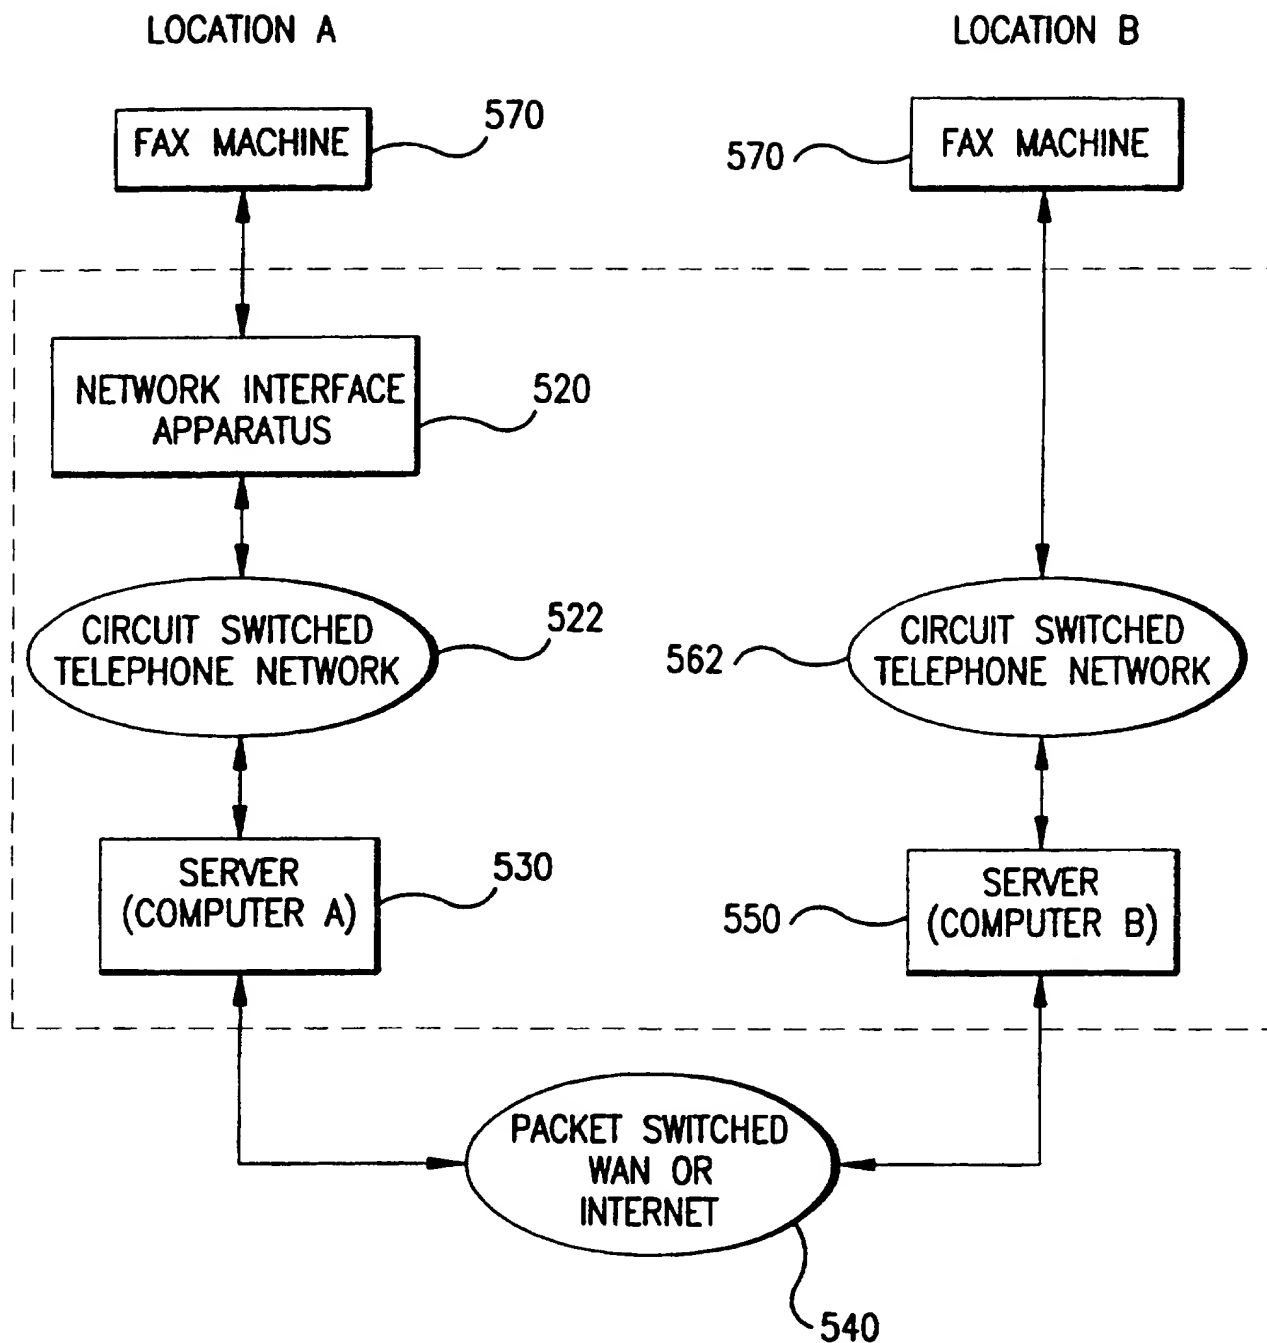 LOCATION A
LOCATION B
FAX MACHINE
570
570
FAX MACHINE
NETWORK INTERFACE
APPARATUS
520
CIRCUIT SWITCHED
TELEPHONE NETWORK
522
562
CIRCUIT SWITCHED
TELEPHONE NETWORK
SERVER
(COMPUTER A)
530
550
SERVER
(COMPUTER B)
PACKET SWITCHED
WAN OR
INTERNET
540